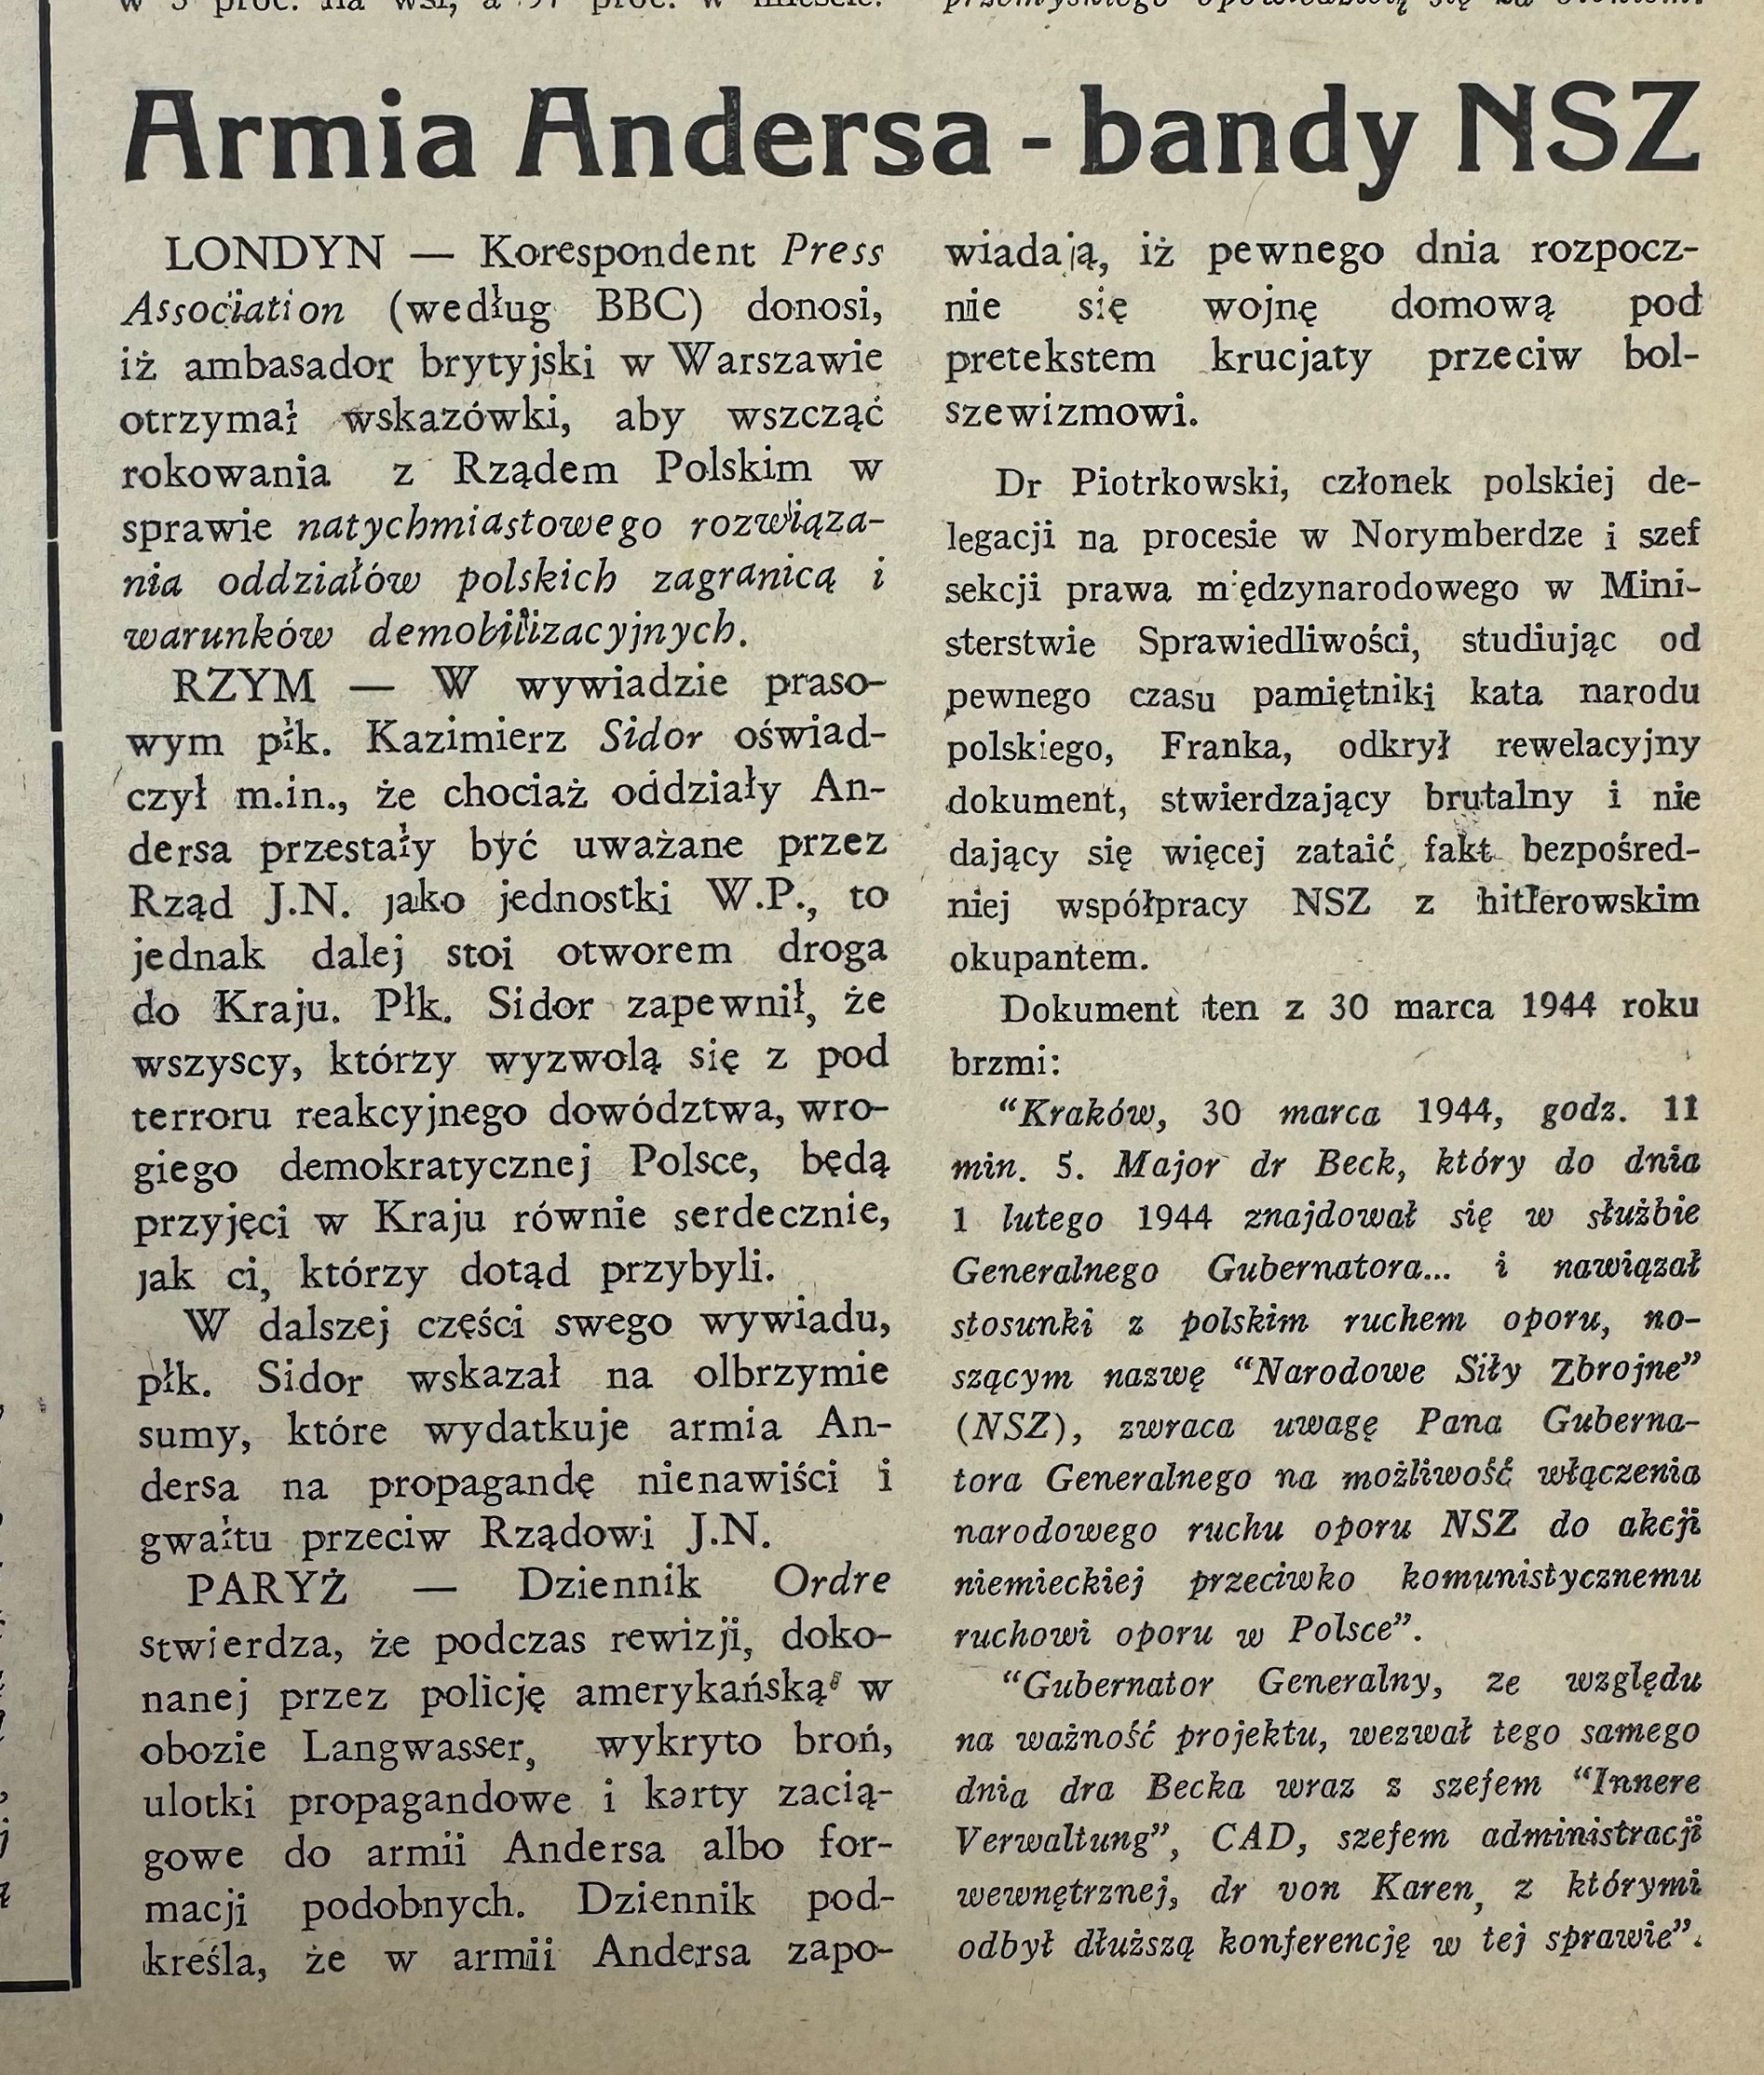 w 3 proc. na wsi, a 97 proc. w mieście.
przemyskiego opowiedzielą się za blokiem.
Armia Andersa - bandy NSZ
LONDYN — Korespondent Press
Association (według BBC) donosi,
iż ambasador brytyjski w Warszawie
otrzymał wskazówki, aby wszcząć
rokowania z Rządem Polskim w
sprawie natychmiastowego rozwiąza-
nia oddziałów polskich zagranicą i
warunków demobilizacyjnych.
RZYM — W wywiadzie praso-
wym płk. Kazimierz Sidor oświad-
czył m.in., że chociaż oddziały An-
dersa przestały być uważane przez
Rząd J.N. jako jednostki W.P., to
jednak dalej stoi otworem droga
do Kraju. Płk. Sidor zapewnił, że
wszyscy, którzy wyzwolą się z pod
terroru reakcyjnego dowództwa, wro-
giego demokratycznej Polsce, będą
przyjęci w Kraju równie serdecznie,
jak ci, którzy dotąd przybyli.
W dalszej części swego wywiadu,
płk. Sidor wskazał na olbrzymie
sumy, które wydatkuje armia An-
dersa na propagandę nienawiści i
gwałtu przeciw Rządowi J.N.
PARYŻ — Dziennik Ordre
stwierdza, że podczas rewizji, doko-
nanej przez policję amerykańską w
obozie Langwasser, wykryto broń,
ulotki propagandowe i karty zacią-
gowe do armii Andersa albo for-
macji podobnych. Dziennik pod-
kreśla, że w armii Andersa zapo-
wiadają, iż pewnego dnia rozpocz-
nie się wojnę domową pod
pretekstem krucjaty przeciw bol-
szewizmowi.
Dr Piotrkowski, członek polskiej de-
legacji na procesie w Norymberdze i szef
sekcji prawa międzynarodowego w Mini-
sterstwie Sprawiedliwości, studiując od
pewnego czasu pamiętniki kata narodu
polskiego, Franka, odkrył rewelacyjny
dokument, stwierdzający brutalny i nie
dający się więcej zataić fakt bezpośred-
niej współpracy NSZ z hitlerowskim
okupantem.
Dokument ten z 30 marca 1944 roku
brzmi:
“Kraków, 30 marca 1944, godz. 11
min. 5. Major dr Beck, który do dnia
1 lutego 1944 znajdował się w służbie
Generalnego Gubernatora... i nawiązał
stosunki z polskim ruchem oporu, no-
szącym nazwę “Narodowe Siły Zbrojne”
(NSZ), zwraca uwagę Pana Guberna-
tora Generalnego na możliwość włączenia
narodowego ruchu oporu NSZ do akcji
niemieckiej przeciwko komunistycznemu
ruchowi oporu w Polsce”.
“Gubernator Generalny, ze względu
na ważność projektu, wezwał tego samego
dnia dra Becka wraz z szefem “Innere
Verwaltung”, CAD, szefem administracji
wewnętrznej, dr von Karen, z którymi
odbył dłuższą konferencję w tej sprawie”.